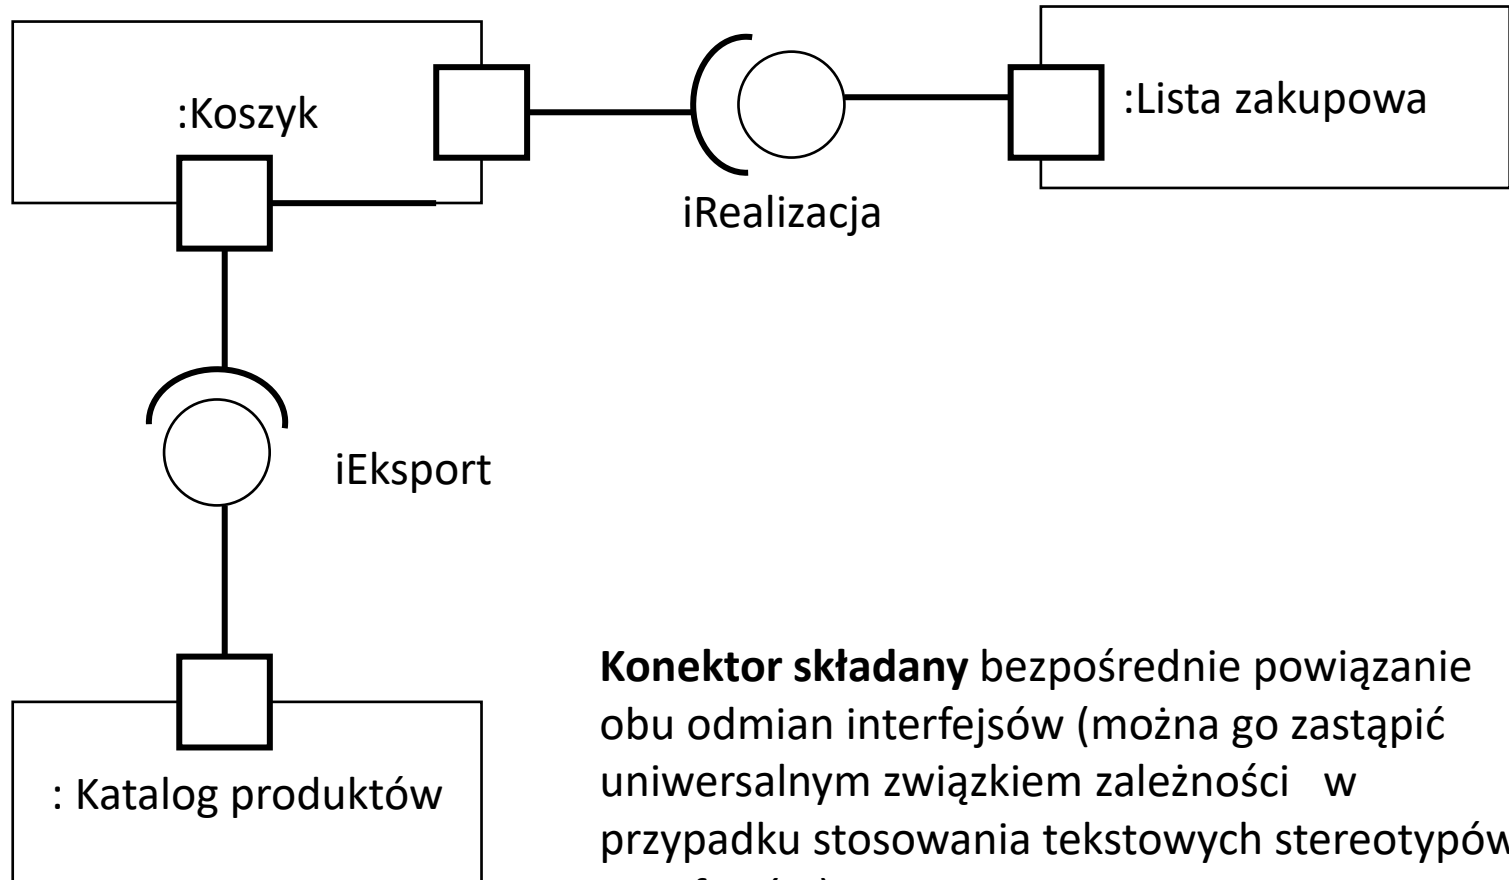 :Koszyk
:Lista zakupowa
iRealizacja
iEksport
: Katalog produktów
Konektor składany bezpośrednie powiązanie
obu odmian interfejsów (można go zastąpić
uniwersalnym związkiem zależności w
przypadku stosowania tekstowych stereotypów